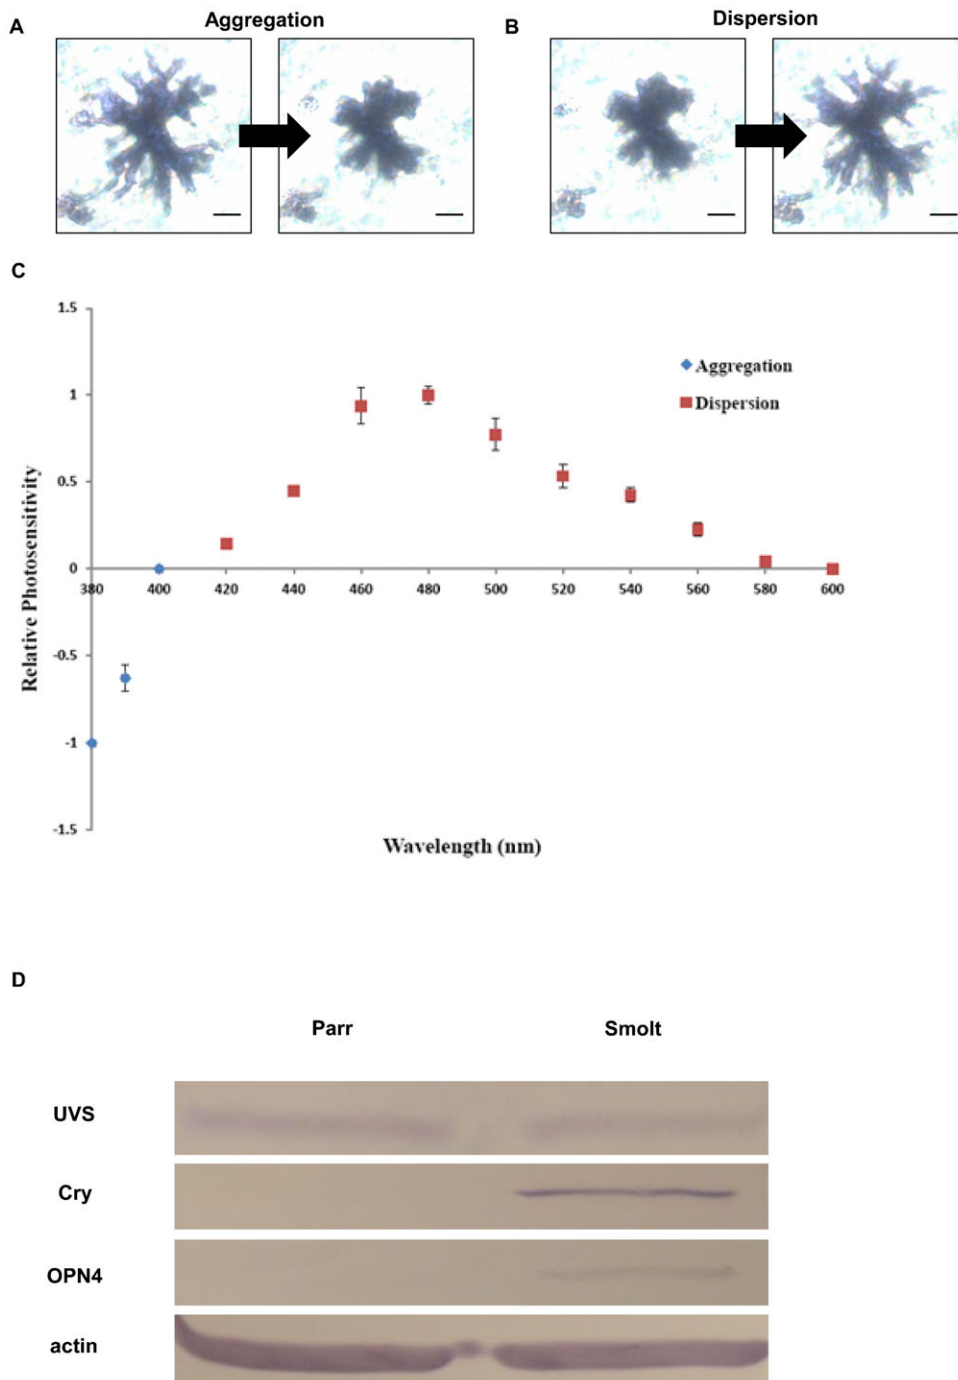 A Aggregation B Dispersion
C
1.5
Aggregation
1
Dispersion
0.5
0
380 400 420 440 460 480 500 520 540 560 580 600
-0.5
-1
-1.5
Relative Photosensitivity
Wavelength (nm)
D
Parr Smolt
UVS
Cry
OPN4
actin